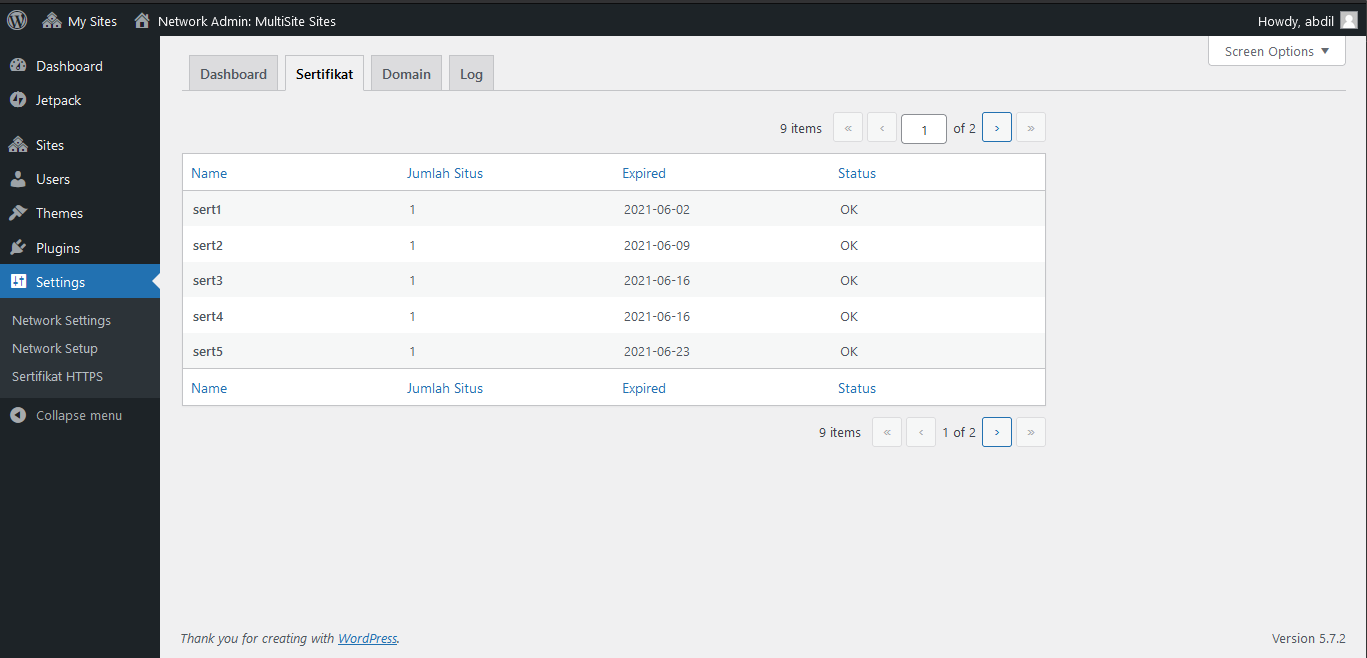 My Sites Network Admin: MultiSite Sites Howdy, abdil
Screen Options ▼
Dashboard
Jetpack
Sites
Users
Themes
Plugins
Settings
Network Settings
Network Setup
Sertifikat HTTPS
Collapse menu
Dashboard Sertifikat Domain Log
9 items « ‹ 1 of 2 › »
Name Jumlah Situs Expired Status
sert1 1 2021-06-02 OK
sert2 1 2021-06-09 OK
sert3 1 2021-06-16 OK
sert4 1 2021-06-16 OK
sert5 1 2021-06-23 OK
Name Jumlah Situs Expired Status
9 items « ‹ 1 of 2 › »
Thank you for creating with WordPress. Version 5.7.2